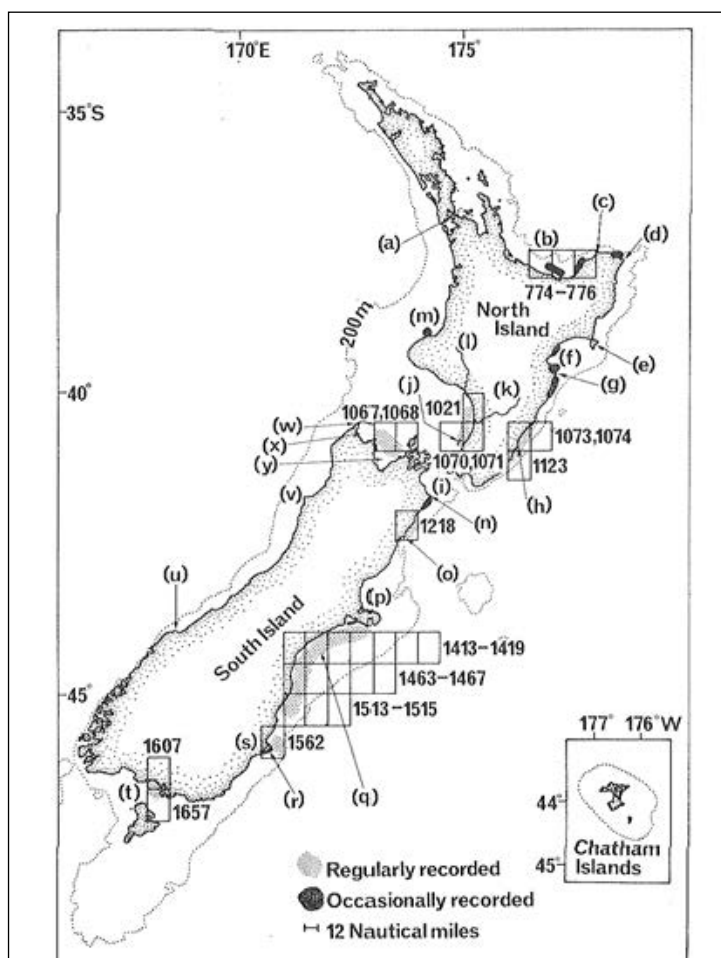 170°E 175°
35°S
(c)
(a) (b) (d)
774–776
North
Island
200m
(m)
(l) (f) (e)
(g)
40°
(j) (k)
(w) 1067,1068 1021
(x) 1073,1074
(y) 1070,1071
1123
(v) (i) (h)
1218 (n)
(o)
(u) (p)
South Island
1413–1419
1463–1467
45°
1513–1515
1607 (s) 1562
177° 176°W
(t)
1657 (r) (q)
44°
Chatham
45° Islands
Regularly recorded
Occasionally recorded
12 Nautical miles